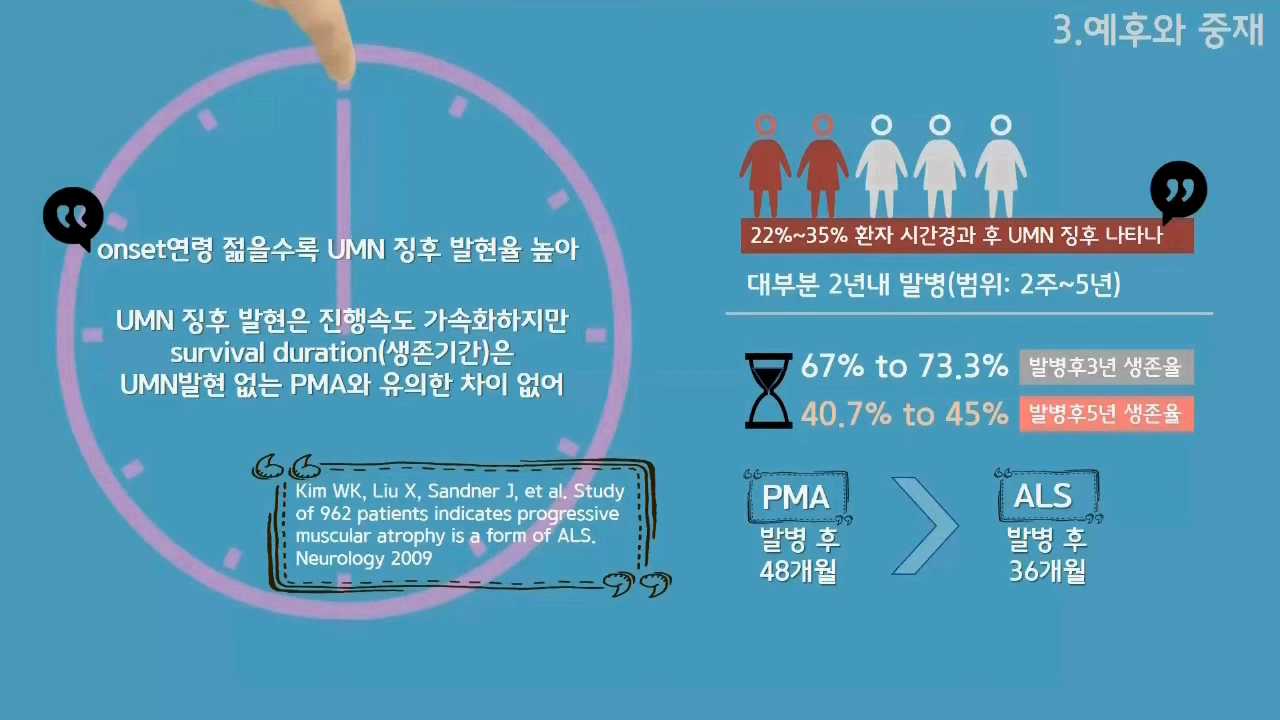 3.예후와 중재
onset연령 젊을수록 UMN 징후 발현율 높아
UMN 징후 발현은 진행속도 가속화하지만
survival duration(생존기간)은
UMN발현 없는 PMA와 유의한 차이 없어
Kim WK, Liu X, Sandner J, et al. Study
of 962 patients indicates progressive
muscular atrophy is a form of ALS.
Neurology 2009
22%~35% 환자 시간경과 후 UMN 징후 나타나
대부분 2년내 발병(범위: 2주~5년)
67% to 73.3% 발병후3년 생존율
40.7% to 45% 발병후5년 생존율
PMA
발병 후
48개월
ALS
발병 후
36개월